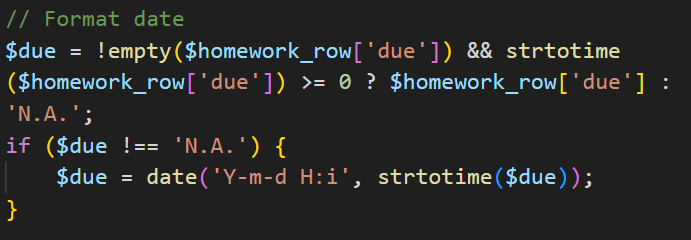 // Format date
$due = !empty($homework_row['due']) && strtotime
($homework_row['due']) >= 0 ? $homework_row['due'] :
'N.A.';
if ($due !== 'N.A.') {
    $due = date('Y-m-d H:i', strtotime($due));
}